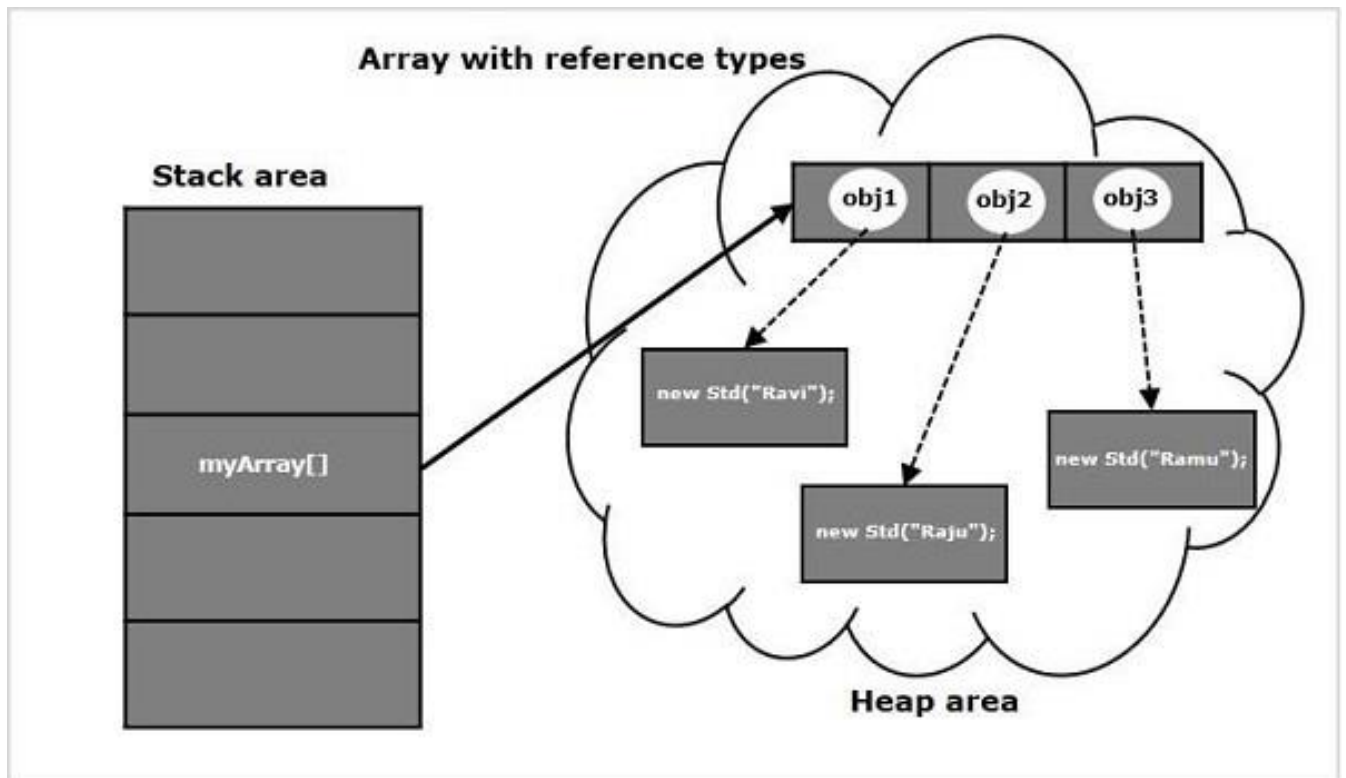 Array with reference types
Stack area
obj1
obj2
obj3
new Std("Ravi");
myArray[]
new Std("Ramu");
new Std("Raju");
Heap area